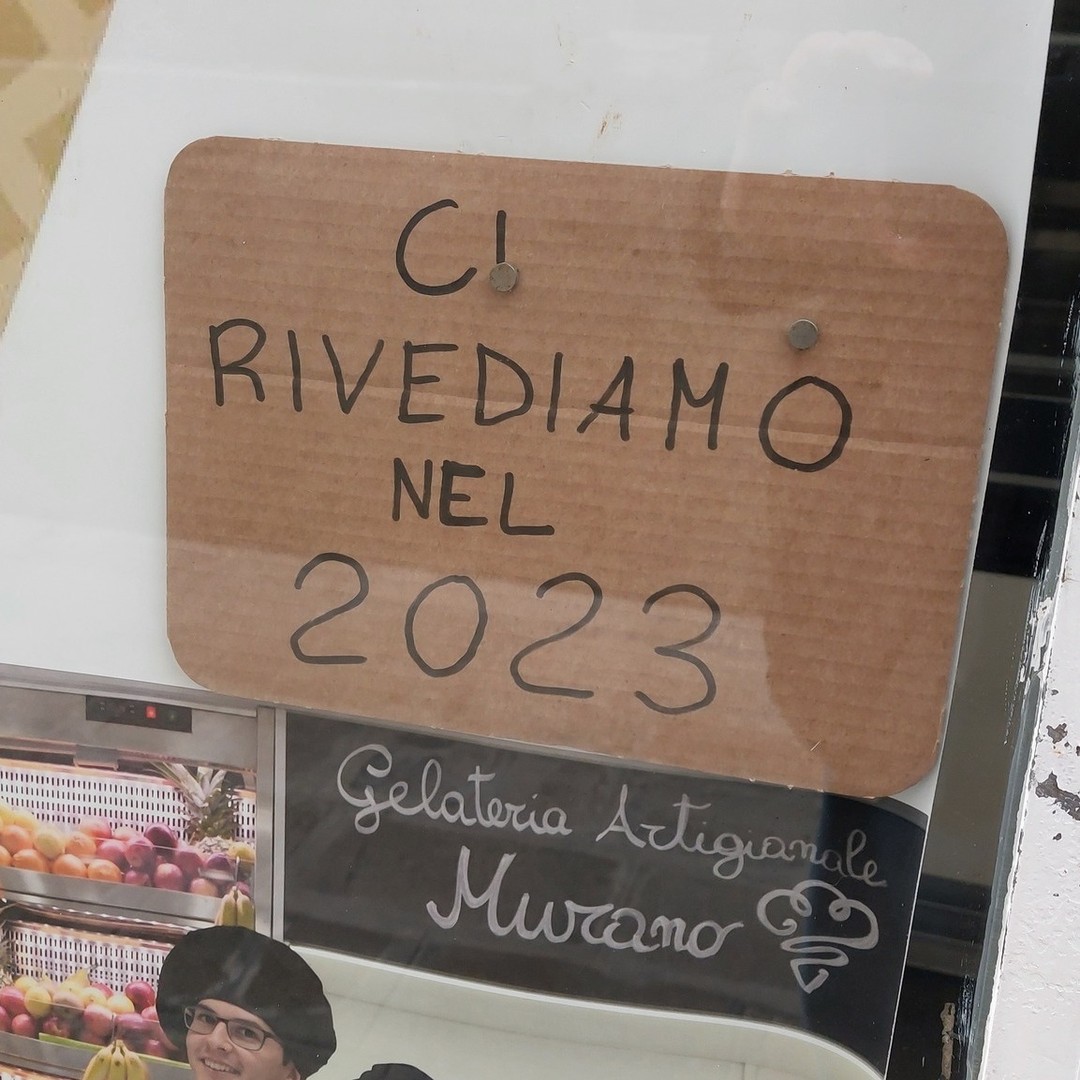 CI
RIVEDIAMO
NEL
2023
Gelateria Artigianale
Murano